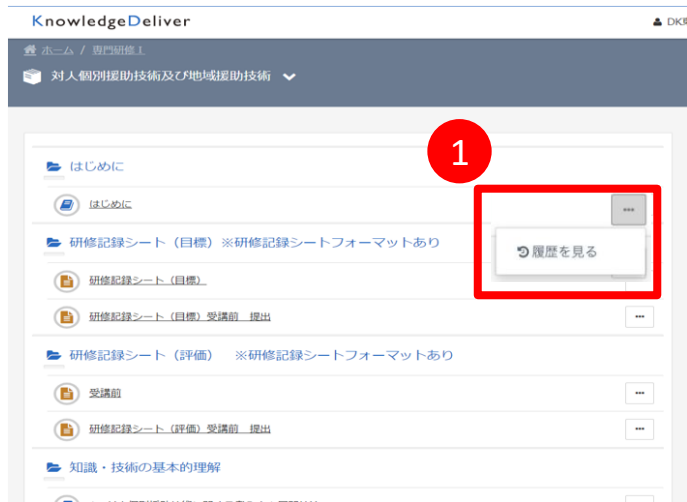 KnowledgeDeliver
DK
ホーム / 専門研修Ⅰ
対人個別援助技術及び地域援助技術
1
はじめに
はじめに
履歴を見る
研修記録シート（目標）※研修記録シートフォーマットあり
研修記録シート（目標）
研修記録シート（目標）受講前　提出
研修記録シート（評価）　※研修記録シートフォーマットあり
受講前
研修記録シート（評価）受講前　提出
知識・技術の基本的理解